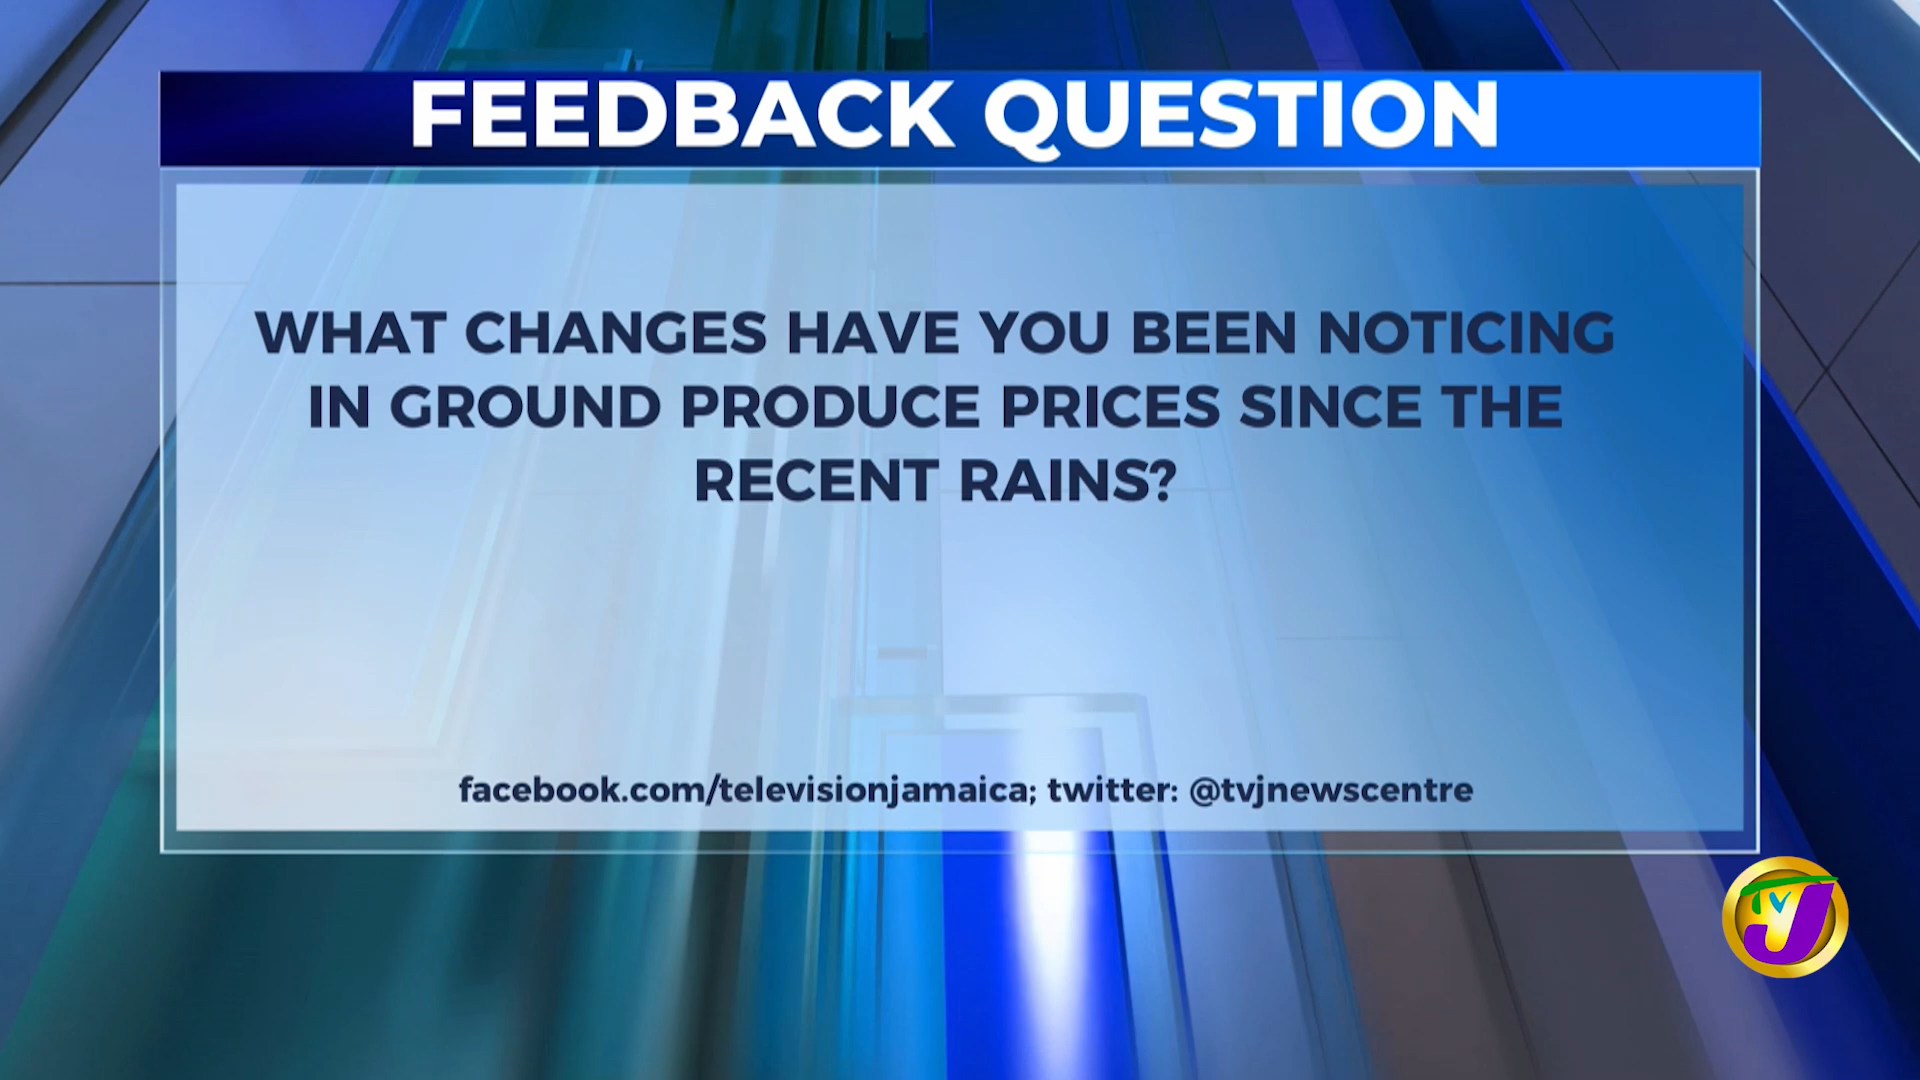 FEEDBACK QUESTION
WHAT CHANGES HAVE YOU BEEN NOTICING
IN GROUND PRODUCE PRICES SINCE THE
RECENT RAINS?
facebook.com/televisionjamaica; twitter: @tvjnewscentre
TVJ